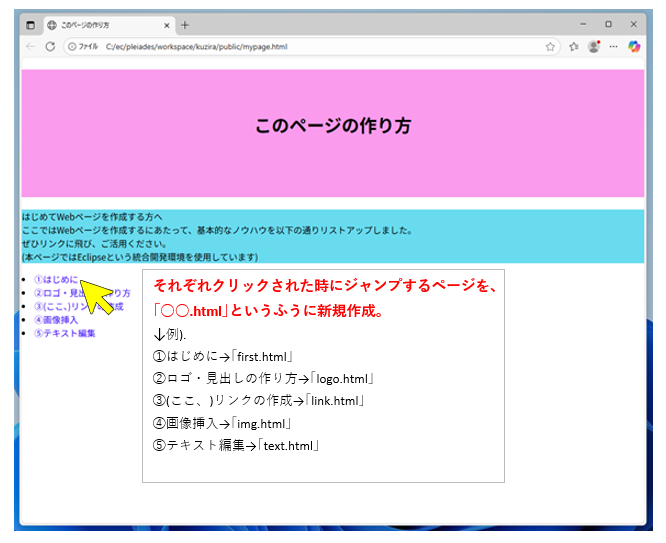 このページの作り方
ファイル C:/ec/pleiades/workspace/kuzira/public/mypage.html
このページの作り方
はじめてWebページを作成する方へ
ここではWebページを作成するにあたって、基本的なノウハウを以下の通りリストアップしました。
ぜひリンクに飛び、ご活用ください。
(本ページではEclipseという統合開発環境を使用しています)
①はじめに
②ロゴ・見出 り方
③(ここ、)リン 成
④画像挿入
⑤テキスト編集
それぞれクリックされた時にジャンプするページを、
「○○.html」というふうに新規作成。
↓例).
①はじめに→「first.html」
②ロゴ・見出しの作り方→「logo.html」
③(ここ、)リンクの作成→「link.html」
④画像挿入→「img.html」
⑤テキスト編集→「text.html」